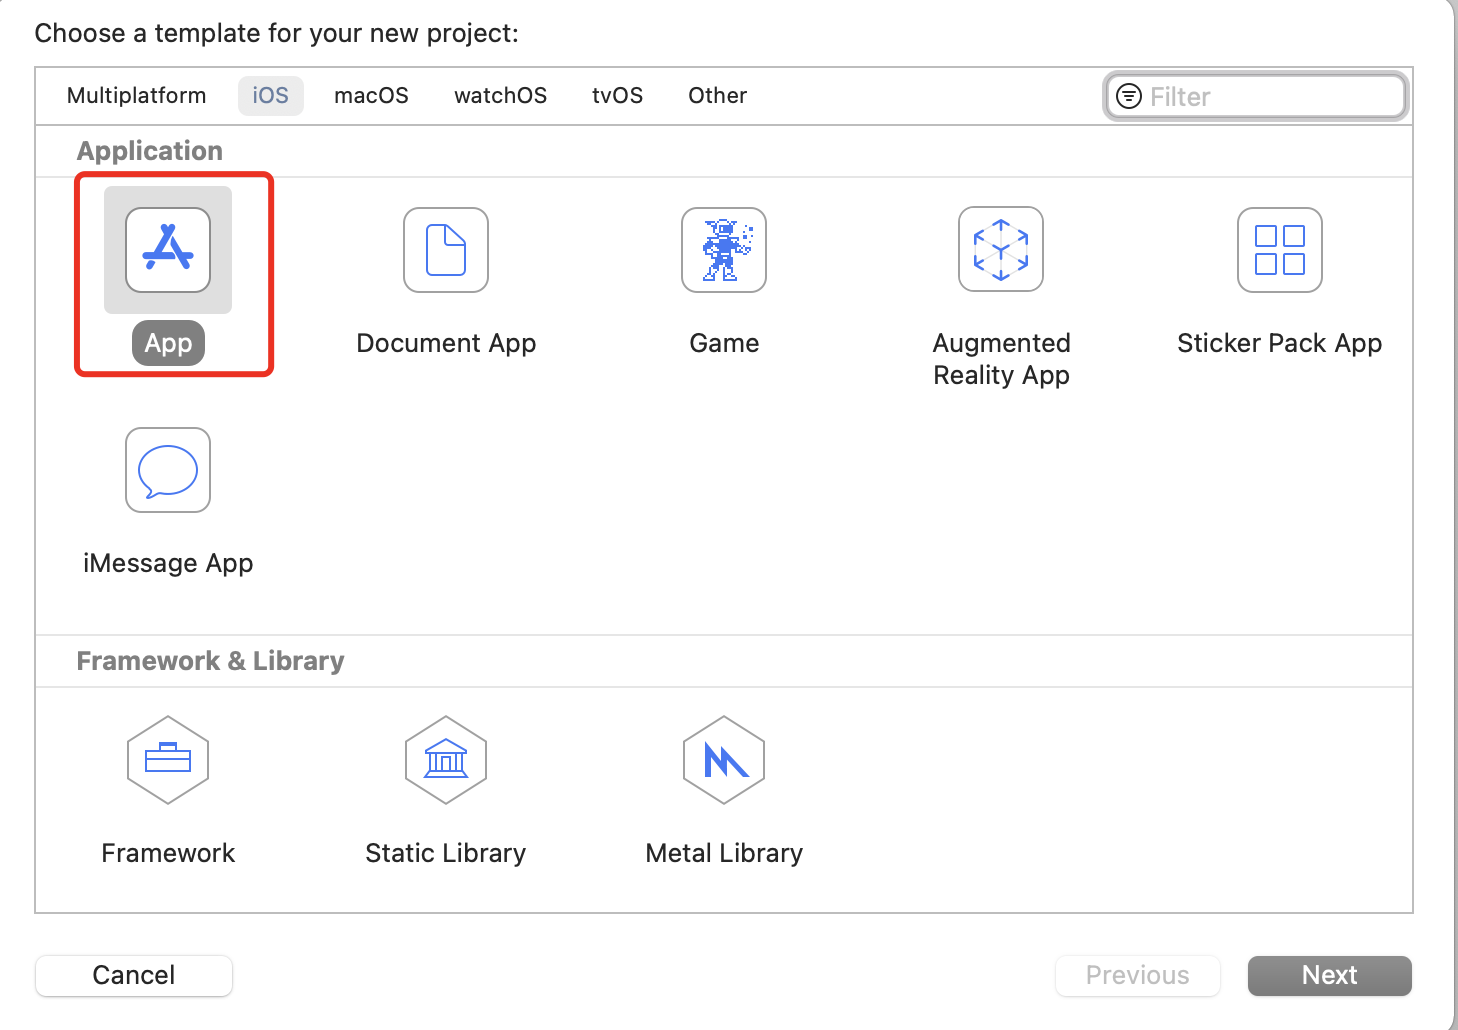 Choose a template for your new project:
Multiplatform iOS macOS watchOS tvOS Other Filter
Application
App Document App Game Augmented Reality App Sticker Pack App
iMessage App
Framework & Library
Framework Static Library Metal Library
Cancel Previous Next